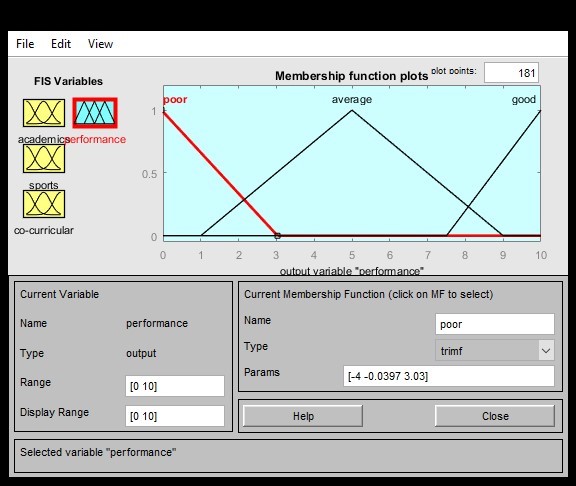 File Edit View
FIS Variables
Membership function plots
plot points:
181
poor
average
good
1
0.5
0
0 1 2 3 4 5 6 7 8 9 10
output variable "performance"
academics
performance
sports
co-curricular
Current Variable
Name performance
Type output
Range [0 10]
Display Range [0 10]
Current Membership Function (click on MF to select)
Name poor
Type trimf
Params [-4 -0.0397 3.03]
Help Close
Selected variable "performance"